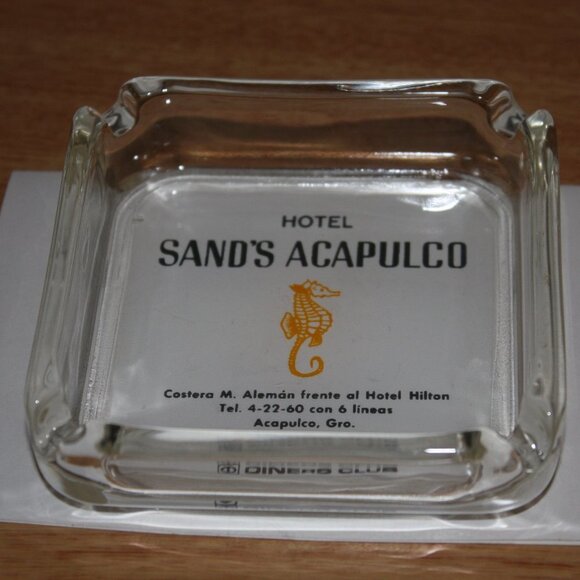 HOTEL
SAND'S ACAPULCO
Costera M. Alemán frente al Hotel Hilton
Tel. 4-22-60 con 6 líneas
Acapulco, Gro.
DINERS CLUB